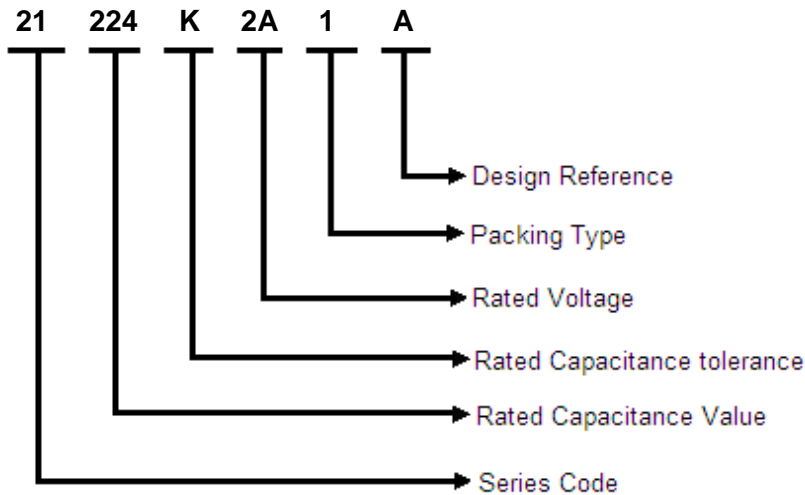 21 224 K 2A 1 A
Design Reference
Packing Type
Rated Voltage
Rated Capacitance tolerance
Rated Capacitance Value
Series Code